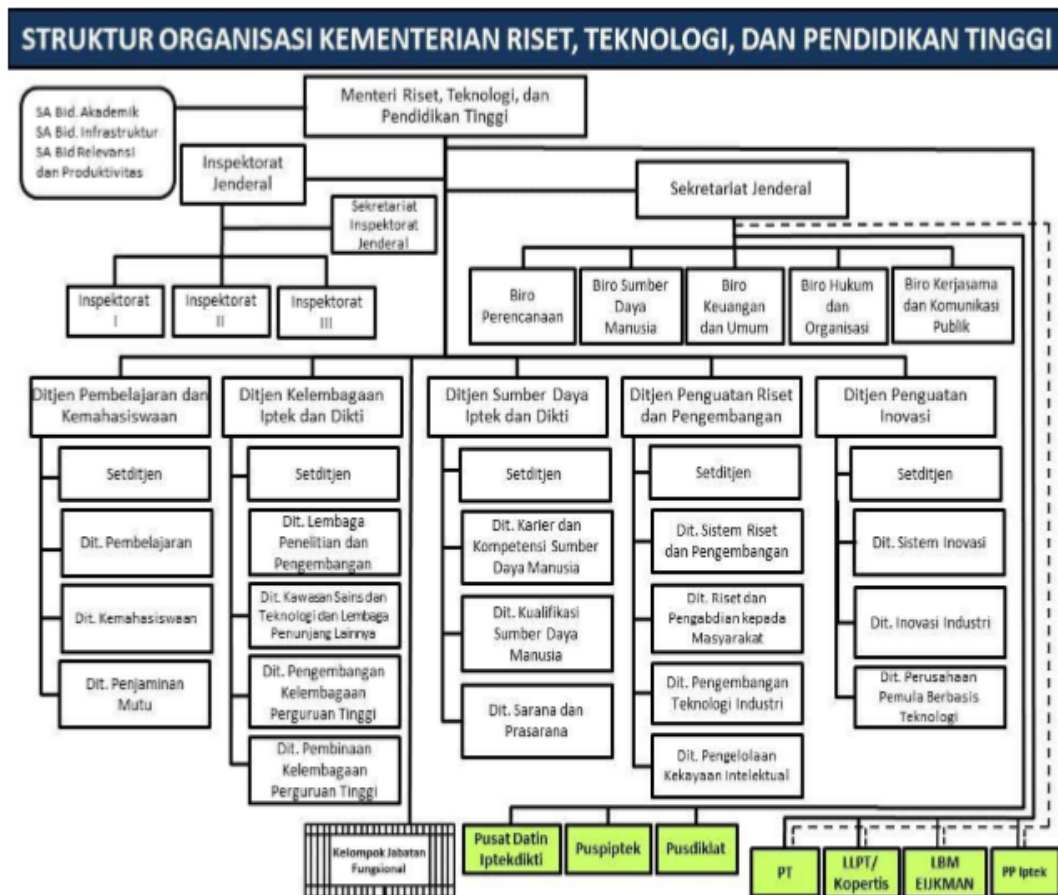 STRUKTUR ORGANISASI KEMENTERIAN RISET, TEKNOLOGI, DAN PENDIDIKAN TINGGI
Menteri Riset, Teknologi, dan
Pendidikan Tinggi
SA Bid. Akademik
SA Bid. Infrastruktur
SA Bid Relevansi
dan Produktivitas
Inspektorat
Jenderal
Sekretariat Jenderal
Sekretariat
Inspektorat
Jenderal
Inspektorat
I
Inspektorat
II
Inspektorat
III
Biro
Perencanaan
Biro Sumber
Daya
Manusia
Biro
Keuangan
dan Umum
Biro Hukum
dan
Organisasi
Biro Kerjasama
dan Komunikasi
Publik
Ditjen Pembelajaran dan
Kemahasiswaan
Setditjen
Dit. Pembelajaran
Dit. Kemahasiswaan
Dit. Penjaminan
Mutu
Ditjen Kelembagaan
Iptek dan Dikti
Setditjen
Dit. Lembaga
Penelitian dan
Pengembangan
Dit. Kawasan Sains dan
Teknologi dan Lembaga
Penunjang Lainnya
Dit. Pengembangan
Kelembagaan
Perguruan Tinggi
Dit. Pembinaan
Kelembagaan
Perguruan Tinggi
Ditjen Sumber Daya
Iptek dan Dikti
Setditjen
Dit. Karier dan
Kompetensi Sumber
Daya Manusia
Dit. Kualifikasi
Sumber Daya
Manusia
Dit. Sarana dan
Prasarana
Ditjen Penguatan Riset
dan Pengembangan
Setditjen
Dit. Sistem Riset
dan Pengembangan
Dit. Riset dan
Pengabdian kepada
Masyarakat
Dit. Pengembangan
Teknologi Industri
Dit. Pengelolaan
Kekayaan Intelektual
Ditjen Penguatan
Inovasi
Setditjen
Dit. Sistem Inovasi
Dit. Inovasi Industri
Dit. Perusahaan
Pemula Berbasis
Teknologi
Kelompok Jabatan
Fungsional
Pusat Datin
Iptekdikti
Puspiptek
Pusdiklat
PT
LLPT/
Kopertis
LBM
EIJKMAN
PP Iptek